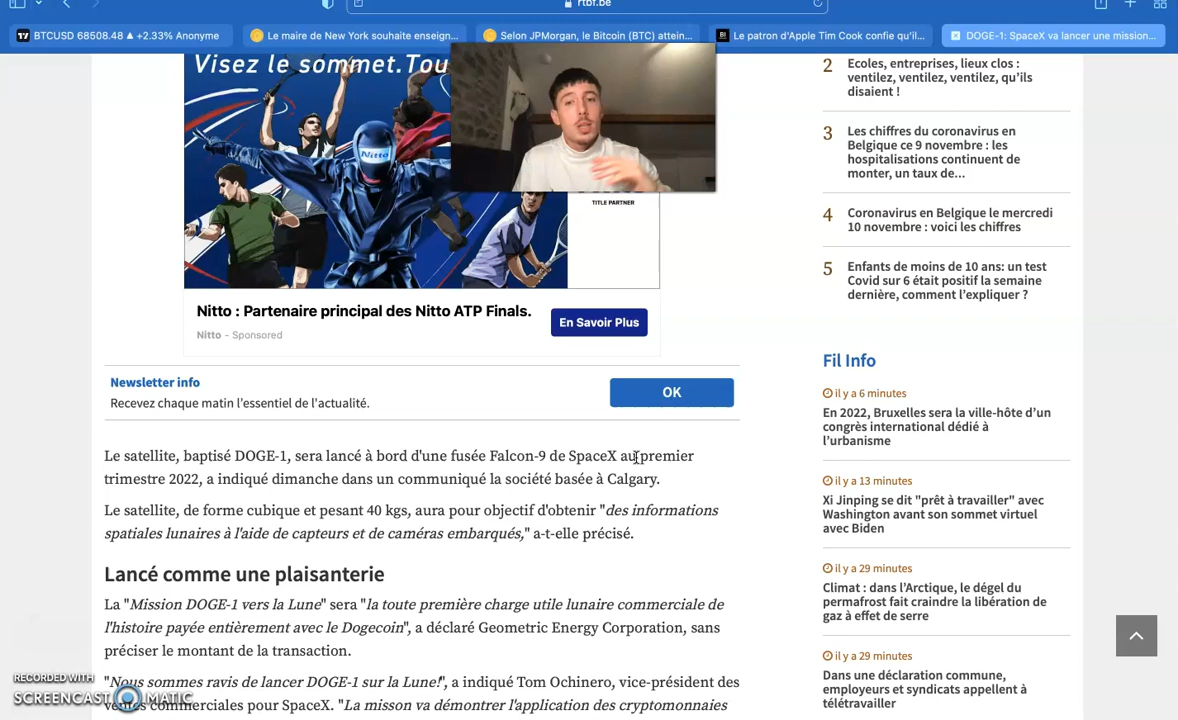 rtbf.be
BTCUSD 68508.48 ▲ +2.33% Anonyme
Le maire de New York souhaite enseign...
Selon JPMorgan, le Bitcoin (BTC) attein...
Le patron d'Apple Tim Cook confie qu'il...
DOGE-1: SpaceX va lancer une mission...
Visez le sommet.Tou
Nitto
TITLE PARTNER
Nitto : Partenaire principal des Nitto ATP Finals.
Nitto - Sponsored
En Savoir Plus
Newsletter info
Recevez chaque matin l'essentiel de l'actualité.
OK
Le satellite, baptisé DOGE-1, sera lancé à bord d'une fusée Falcon-9 de SpaceX au premier
trimestre 2022, a indiqué dimanche dans un communiqué la société basée à Calgary.
Le satellite, de forme cubique et pesant 40 kgs, aura pour objectif d'obtenir "des informations
spatiales lunaires à l'aide de capteurs et de caméras embarqués," a-t-elle précisé.
Lancé comme une plaisanterie
La "Mission DOGE-1 vers la Lune" sera "la toute première charge utile lunaire commerciale de
l'histoire payée entièrement avec le Dogecoin", a déclaré Geometric Energy Corporation, sans
préciser le montant de la transaction.
"Nous sommes ravis de lancer DOGE-1 sur la Lune!", a indiqué Tom Ochinero, vice-président des
ventes commerciales pour SpaceX. "La misson va démontrer l'application des cryptomonnaies
RECORDED WITH
SCREENCAST MATIC
2 Ecoles, entreprises, lieux clos :
ventilez, ventilez, ventilez, qu'ils
disaient !
3 Les chiffres du coronavirus en
Belgique ce 9 novembre : les
hospitalisations continuent de
monter, un taux de...
4 Coronavirus en Belgique le mercredi
10 novembre : voici les chiffres
5 Enfants de moins de 10 ans: un test
Covid sur 6 était positif la semaine
dernière, comment l'expliquer ?
Fil Info
il y a 6 minutes
En 2022, Bruxelles sera la ville-hôte d'un
congrès international dédié à
l'urbanisme
il y a 13 minutes
Xi Jinping se dit "prêt à travailler" avec
Washington avant son sommet virtuel
avec Biden
il y a 29 minutes
Climat : dans l'Arctique, le dégel du
permafrost fait craindre la libération de
gaz à effet de serre
il y a 29 minutes
Dans une déclaration commune,
employeurs et syndicats appellent à
télétravailler